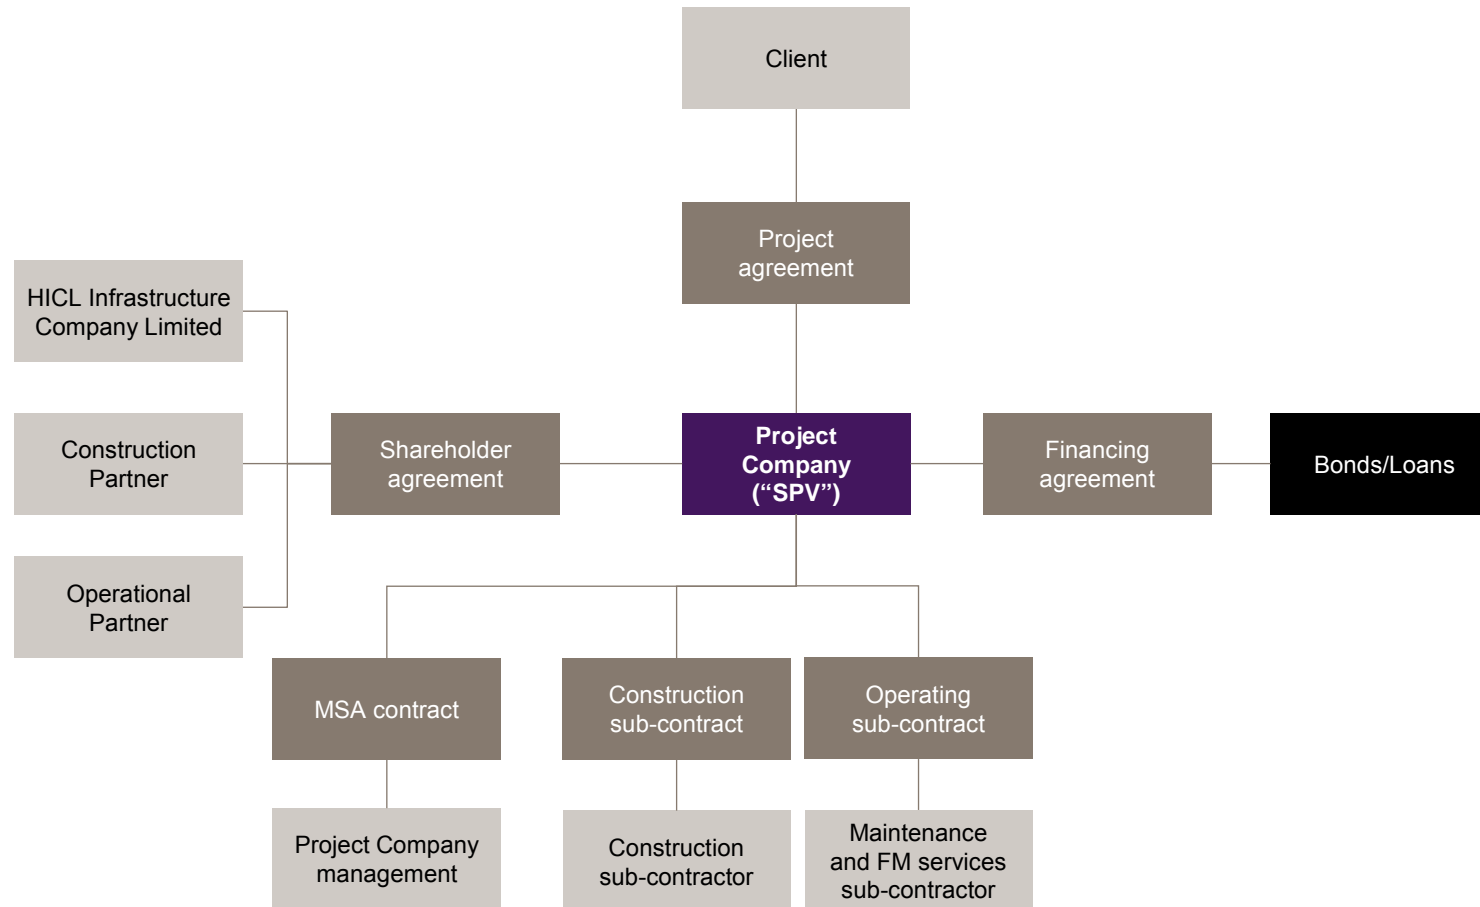 Client
Project
agreement
HICL Infrastructure
Company Limited
Construction
Partner
Operational
Partner
Shareholder
agreement
Project
Company
(“SPV”)
Financing
agreement
Bonds/Loans
MSA contract
Construction
sub-contract
Operating
sub-contract
Project Company
management
Construction
sub-contractor
Maintenance
and FM services
sub-contractor